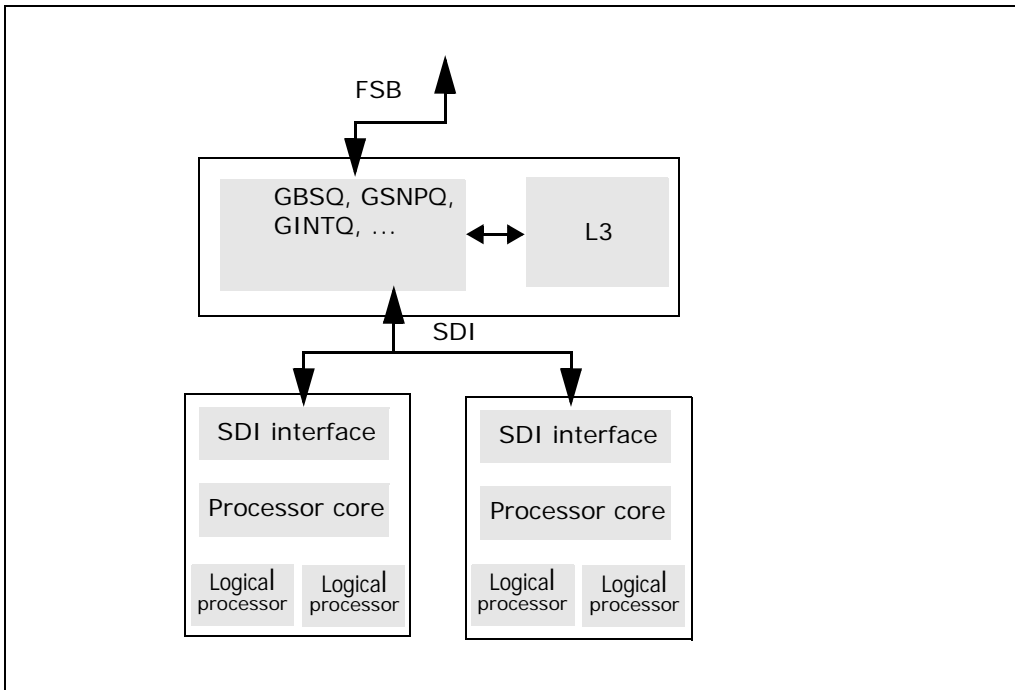 FSB
GBSQ, GSNPQ,
GINTQ, ...
L3
SDI
SDI interface
Processor core
Logical
processor
Logical
processor
SDI interface
Processor core
Logical
processor
Logical
processor